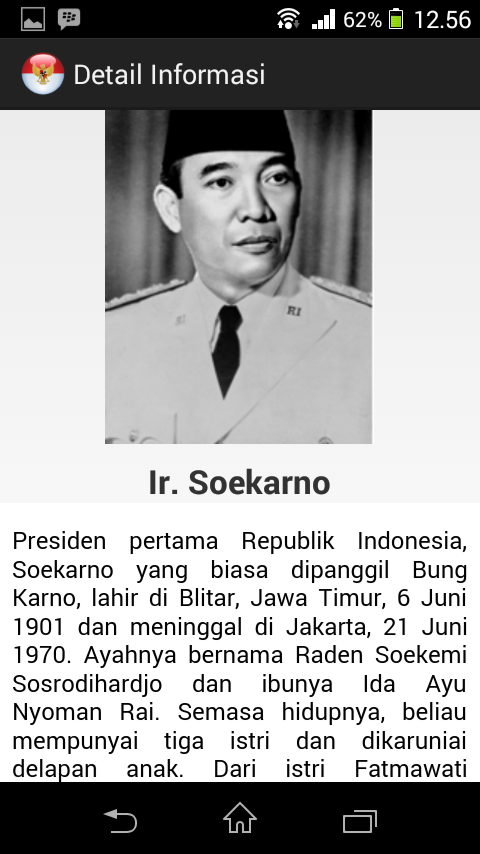 62% 12.56
Detail Informasi
RI
Ir. Soekarno
Presiden pertama Republik Indonesia,
Soekarno yang biasa dipanggil Bung
Karno, lahir di Blitar, Jawa Timur, 6 Juni
1901 dan meninggal di Jakarta, 21 Juni
1970. Ayahnya bernama Raden Soekemi
Sosrodihardjo dan ibunya Ida Ayu
Nyoman Rai. Semasa hidupnya, beliau
mempunyai tiga istri dan dikaruniai
delapan anak. Dari istri Fatmawati